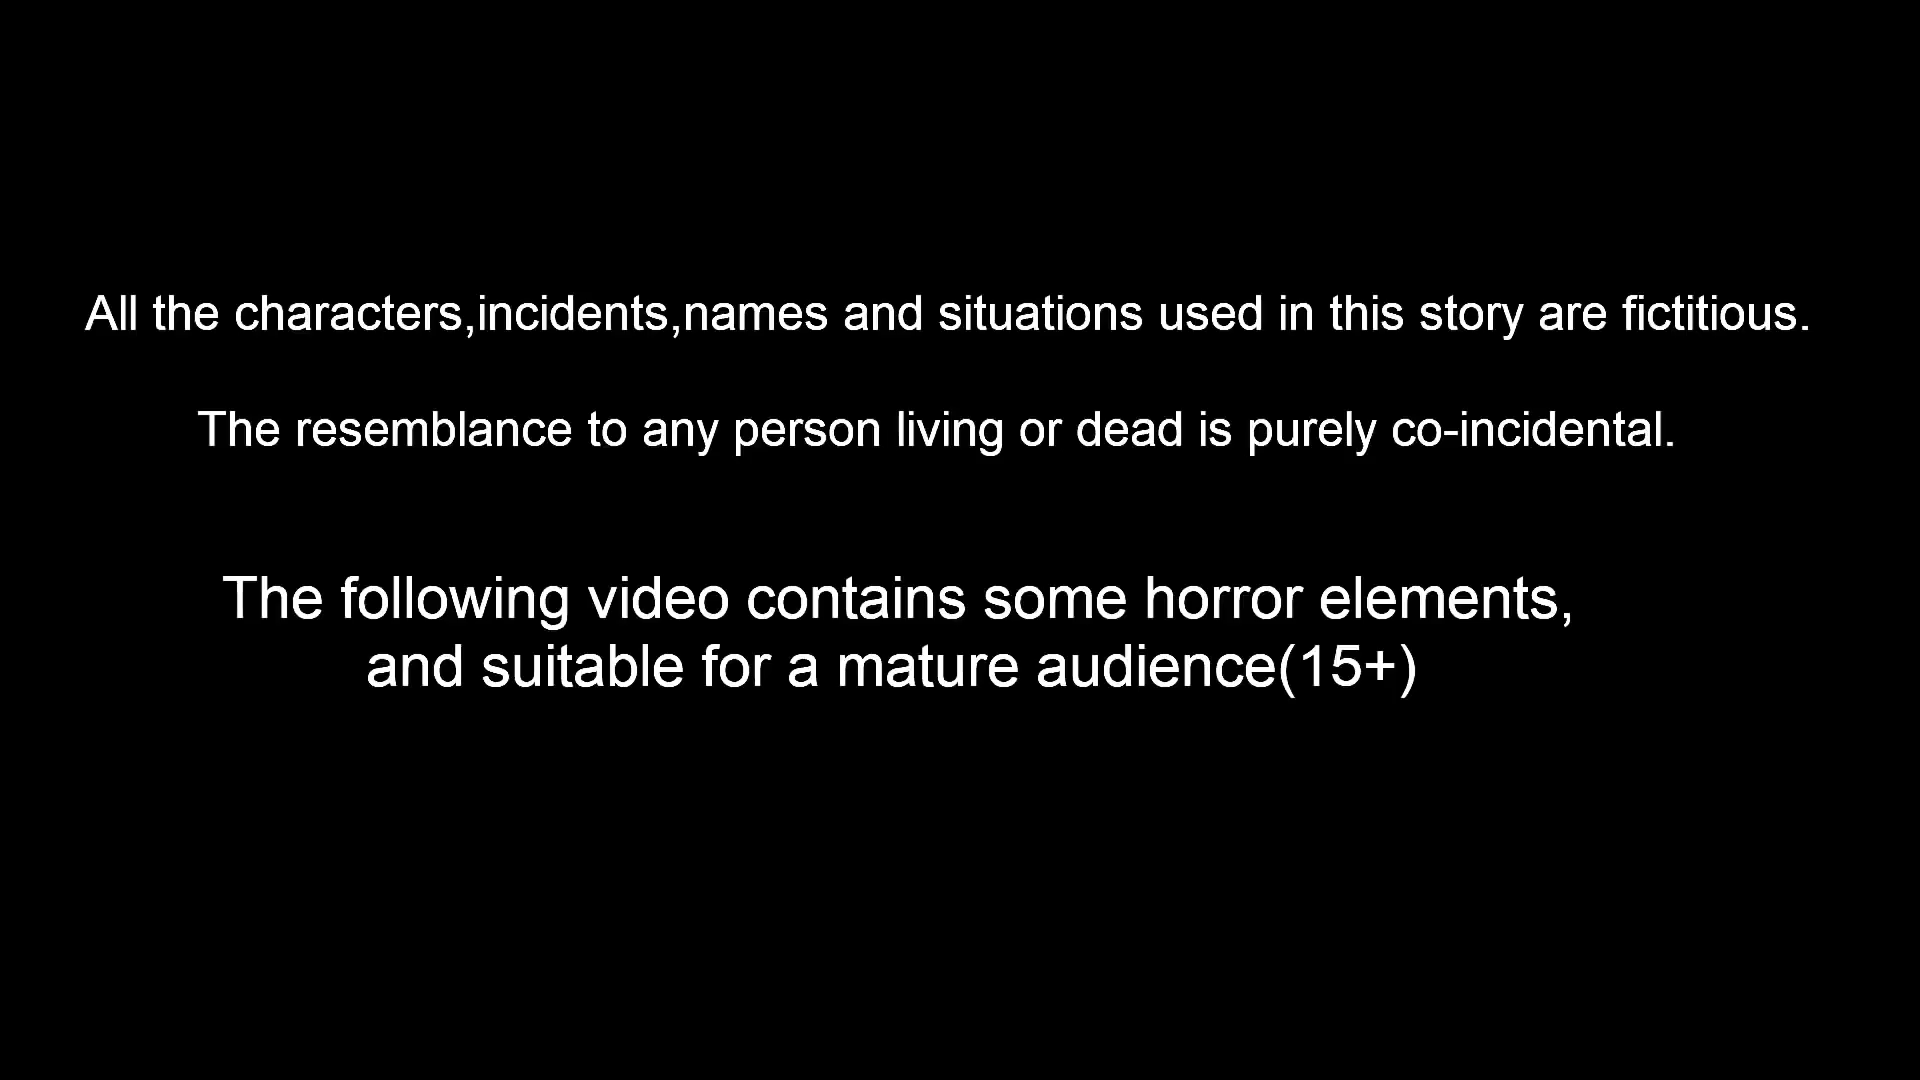 All the characters,incidents,names and situations used in this story are fictitious.
The resemblance to any person living or dead is purely co-incidental.
The following video contains some horror elements,
and suitable for a mature audience(15+)